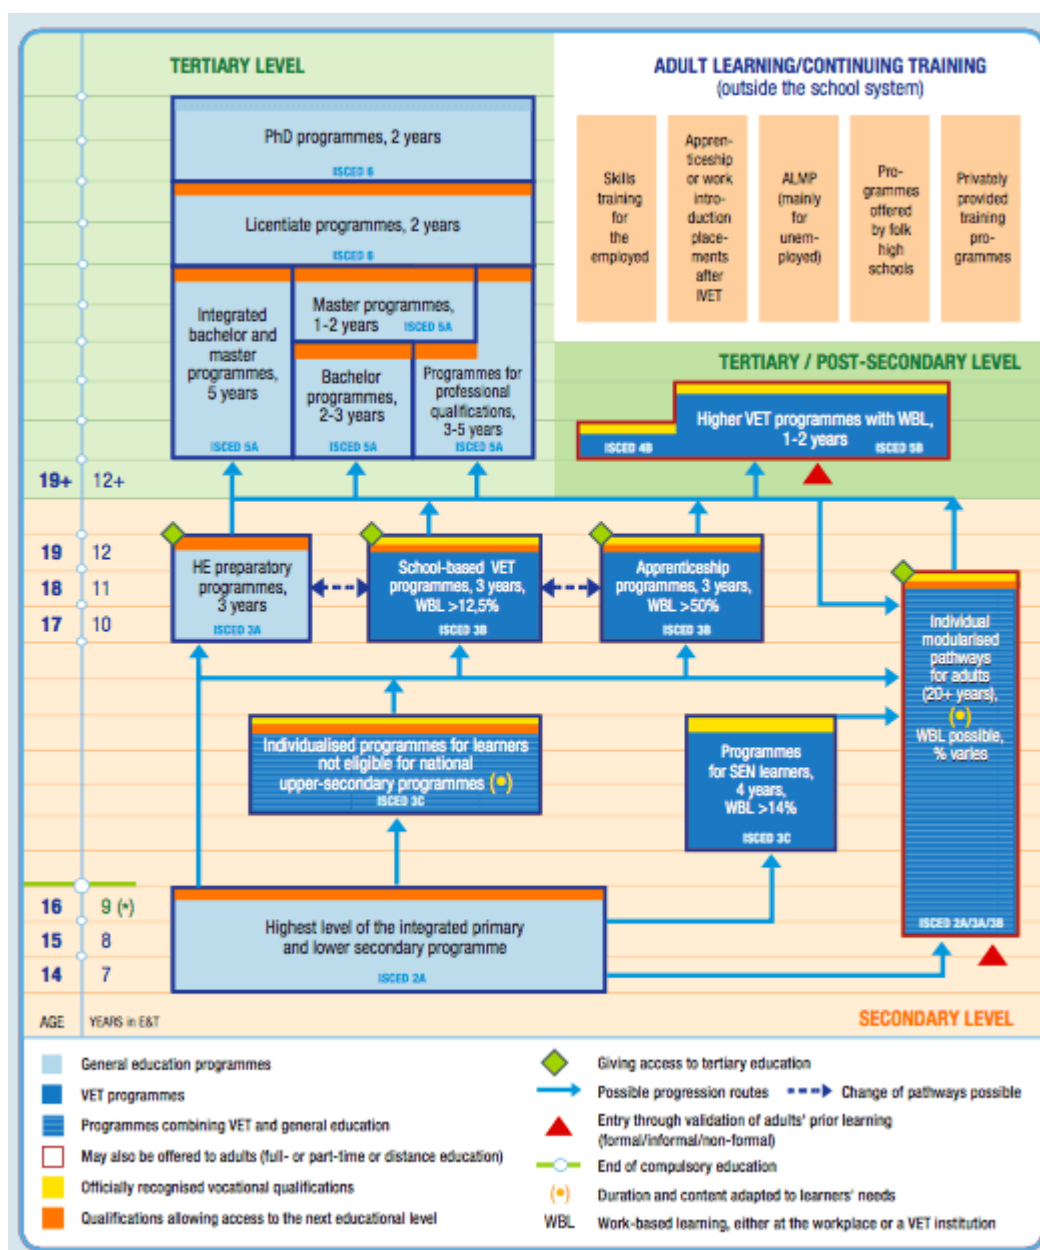 TERTIARY LEVEL
ADULT LEARNING/CONTINUING TRAINING
(outside the school system)
PhD programmes, 2 years
ISCED 6
Licentiate programmes, 2 years
ISCED 6
Integrated
bachelor and
master
programmes,
5 years
ISCED 5A
Master programmes,
1-2 years ISCED 5A
Bachelor
programmes,
2-3 years
ISCED 5A
Programmes for
professional
qualifications,
3-5 years
ISCED 5A
Skills
training
for
the
employed
Appren-
ticeship
or work
intro-
duction
place-
ments
after
IVET
ALMP
(mainly
for
unem-
ployed)
Pro-
grammes
offered
by folk
high
schools
Privately
provided
training
pro-
grammes
TERTIARY / POST-SECONDARY LEVEL
Higher VET programmes with WBL,
1-2 years
ISCED 4B
ISCED 5B
19+ 12+
19 12
18 11
17 10
HE preparatory
programmes,
3 years
ISCED 3A
School-based VET
programmes, 3 years,
WBL >12,5%
ISCED 3B
Apprenticeship
programmes, 3 years,
WBL >50%
ISCED 3B
Individual
modularised
pathways
for adults
(20+ years),
(•)
WBL possible,
% varies
ISCED 2A/3A/3B
Individualised programmes for learners
not eligible for national
upper-secondary programmes (•)
ISCED 3C
Programmes
for SEN learners,
4 years,
WBL >14%
ISCED 3C
16 9 (*)
15 8
14 7
Highest level of the integrated primary
and lower secondary programme
ISCED 2A
AGE YEARS in E&T
SECONDARY LEVEL
General education programmes
VET programmes
Programmes combining VET and general education
May also be offered to adults (full- or part-time or distance education)
Officially recognised vocational qualifications
Qualifications allowing access to the next educational level
Giving access to tertiary education
Possible progression routes
Change of pathways possible
Entry through validation of adults' prior learning
(formal/informal/non-formal)
End of compulsory education
(•) Duration and content adapted to learners' needs
WBL Work-based learning, either at the workplace or a VET institution